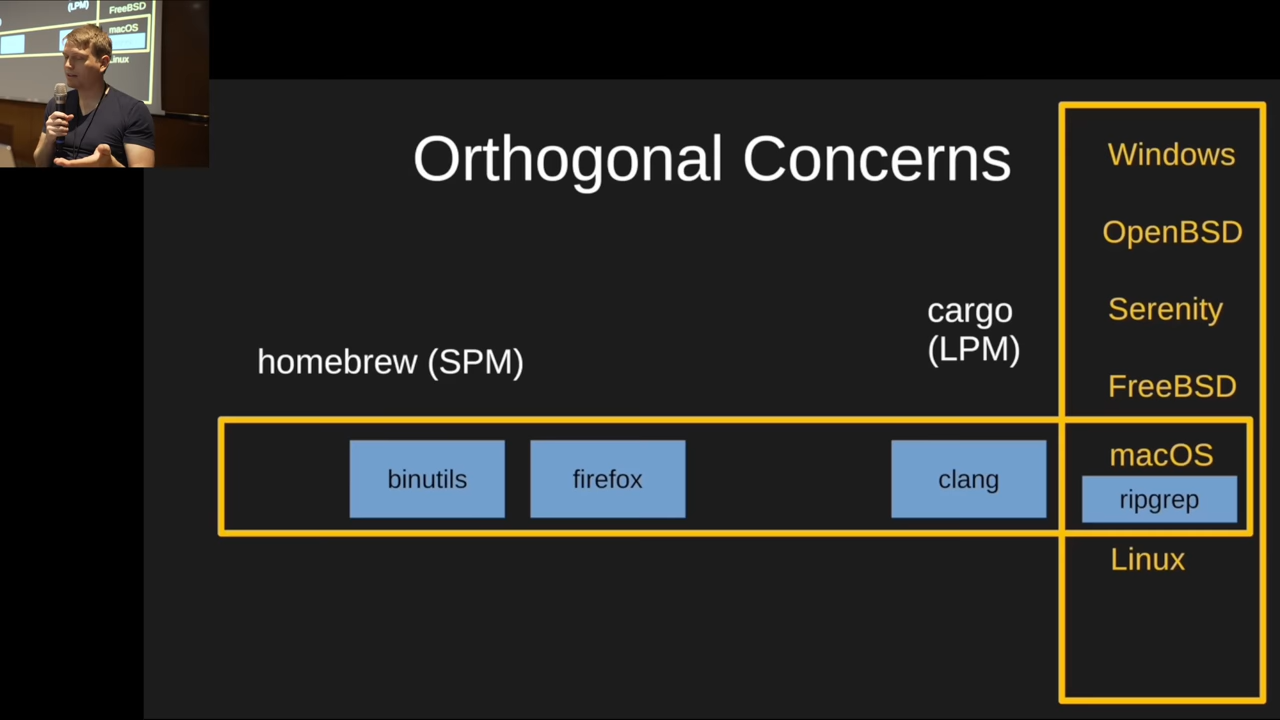 (LPM)
FreeBSD
macOS
Linux
Orthogonal Concerns
Windows
OpenBSD
Serenity
cargo
(LPM)
homebrew (SPM)
FreeBSD
macOS
binutils
firefox
clang
ripgrep
Linux